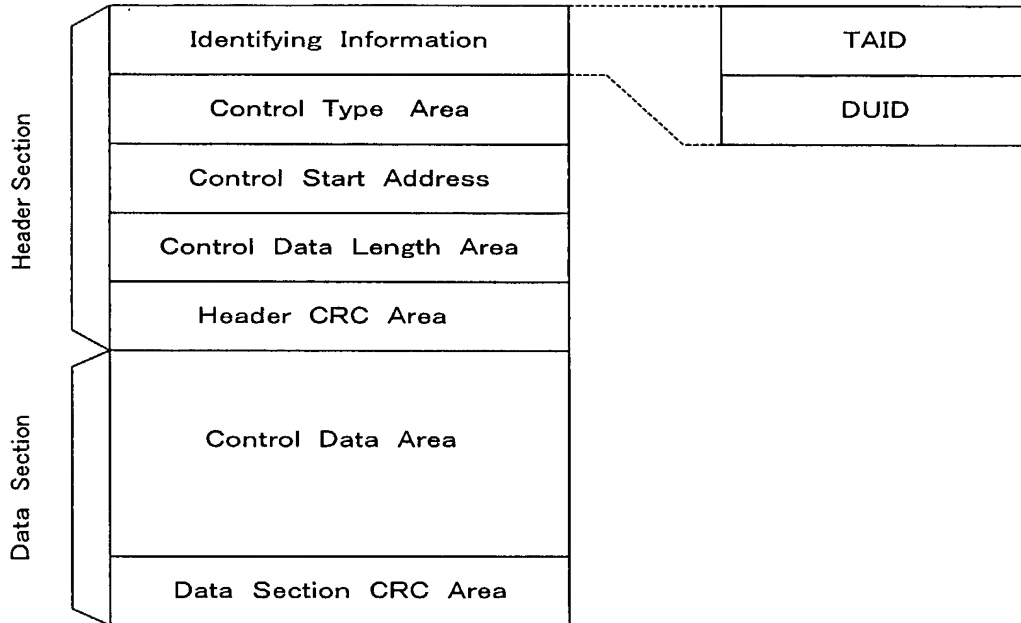 Header Section
Identifying Information
Control Type Area
Control Start Address
Control Data Length Area
Header CRC Area
Data Section
Control Data Area
Data Section CRC Area
TAID
DUID